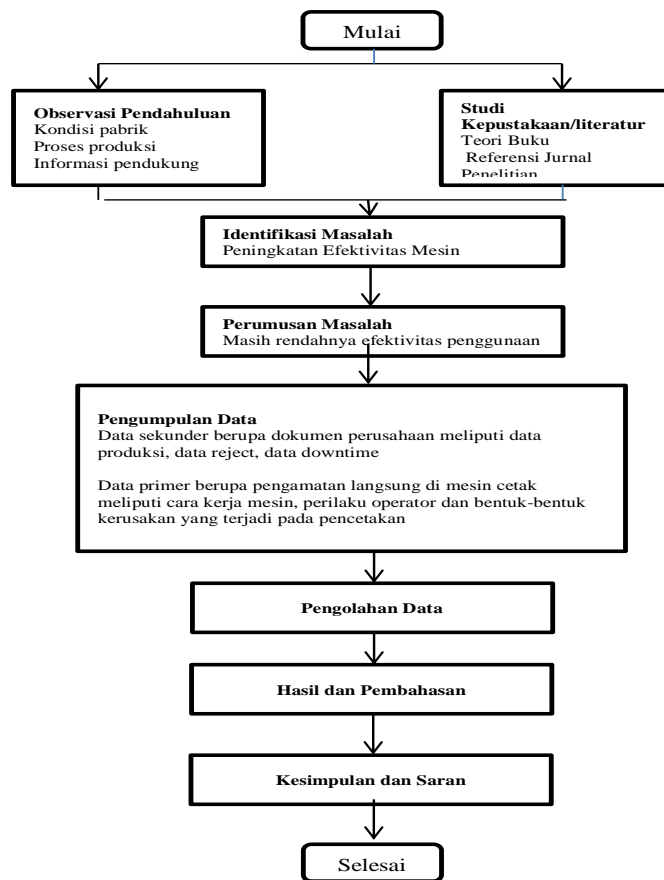 Mulai
Observasi Pendahuluan
Kondisi pabrik
Proses produksi
Informasi pendukung
Studi
Kepustakaan/literatur
Teori Buku
Referensi Jurnal
Penelitian
Identifikasi Masalah
Peningkatan Efektivitas Mesin
Perumusan Masalah
Masih rendahnya efektivitas penggunaan
Pengumpulan Data
Data sekunder berupa dokumen perusahaan meliputi data
produksi, data reject, data downtime
Data primer berupa pengamatan langsung di mesin cetak
meliputi cara kerja mesin, perilaku operator dan bentuk-bentuk
kerusakan yang terjadi pada pencetakan
Pengolahan Data
Hasil dan Pembahasan
Kesimpulan dan Saran
Selesai